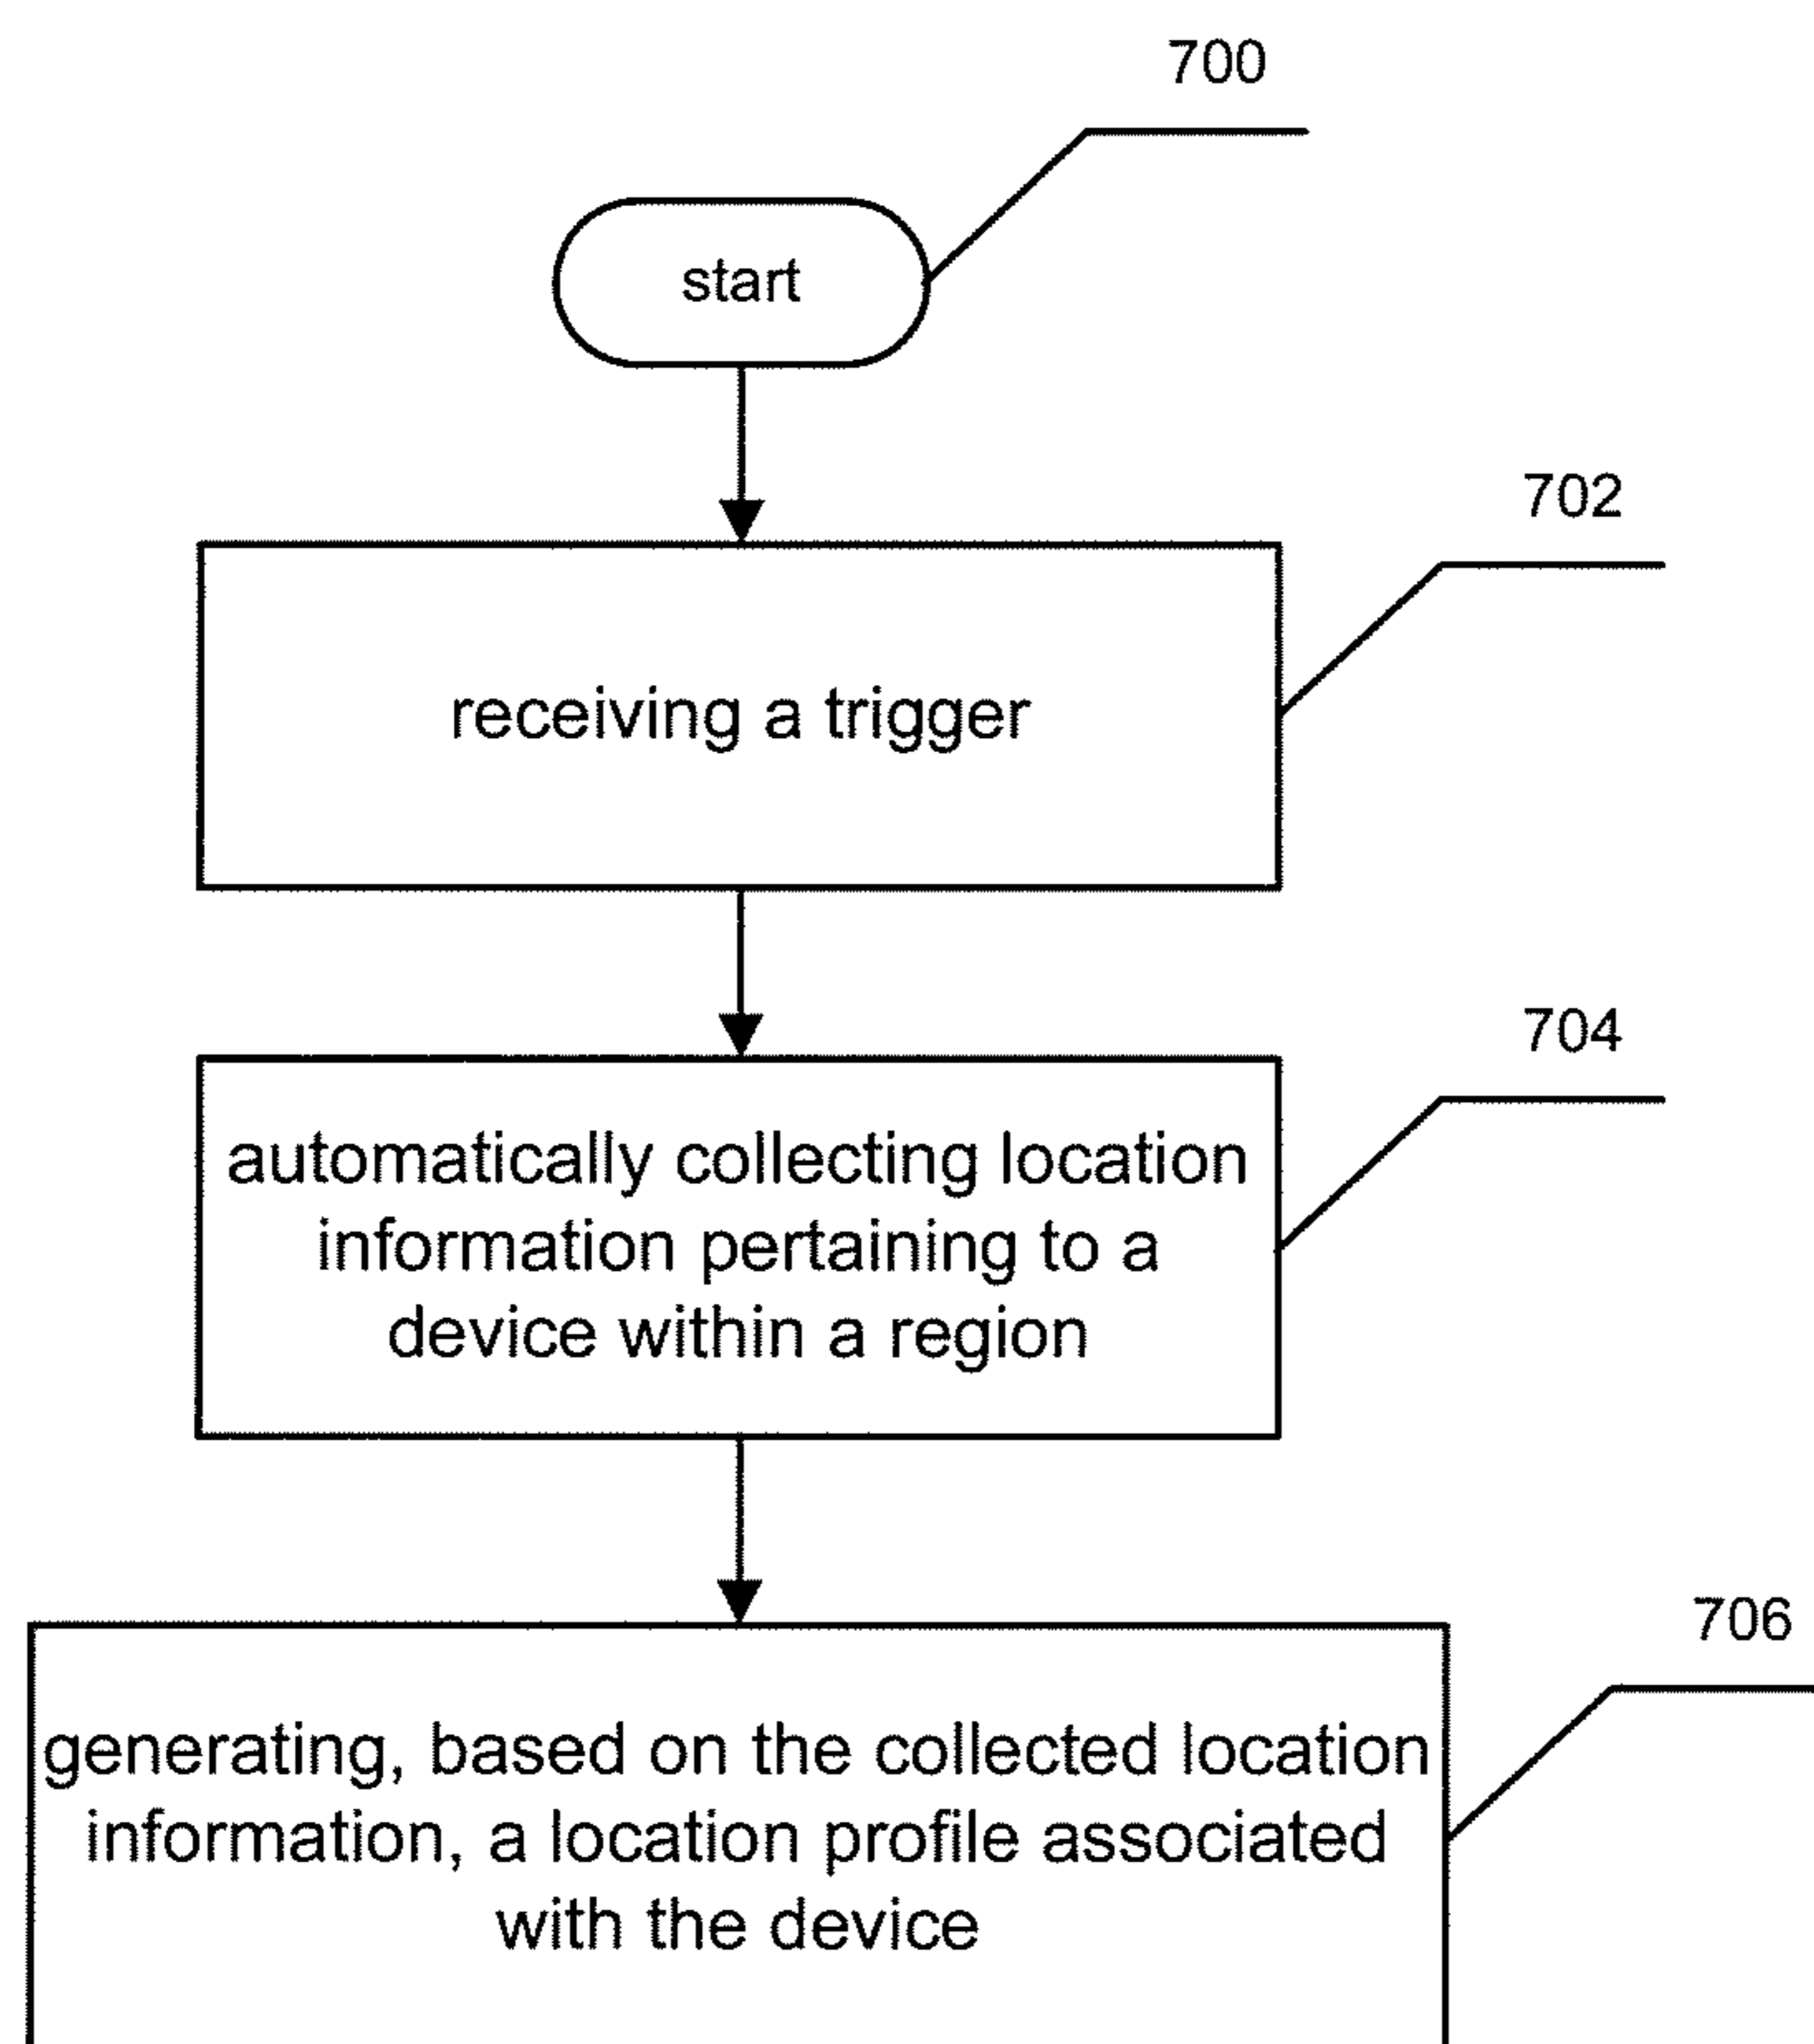 700
start
702
receiving a trigger
704
automatically collecting location
information pertaining to a
device within a region
706
generating, based on the collected location
information, a location profile associated
with the device